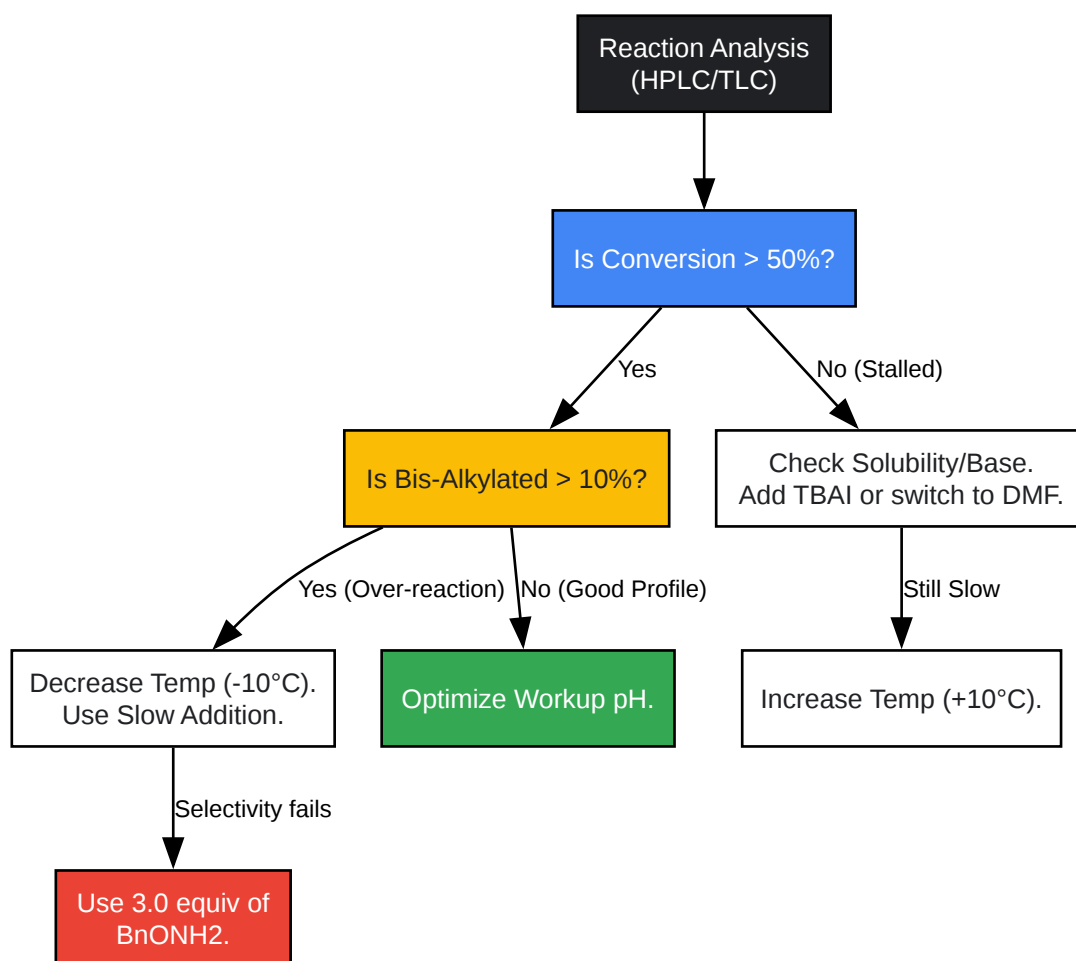 Reaction Analysis
(HPLC/TLC)
Is Conversion > 50%?
Yes
No (Stalled)
Is Bis-Alkylated > 10%?
Check Solubility/Base.
Add TBAI or switch to DMF.
Yes (Over-reaction)
No (Good Profile)
Still Slow
Decrease Temp (-10°C).
Use Slow Addition.
Optimize Workup pH.
Increase Temp (+10°C).
Selectivity fails
Use 3.0 equiv of
BnONH2.